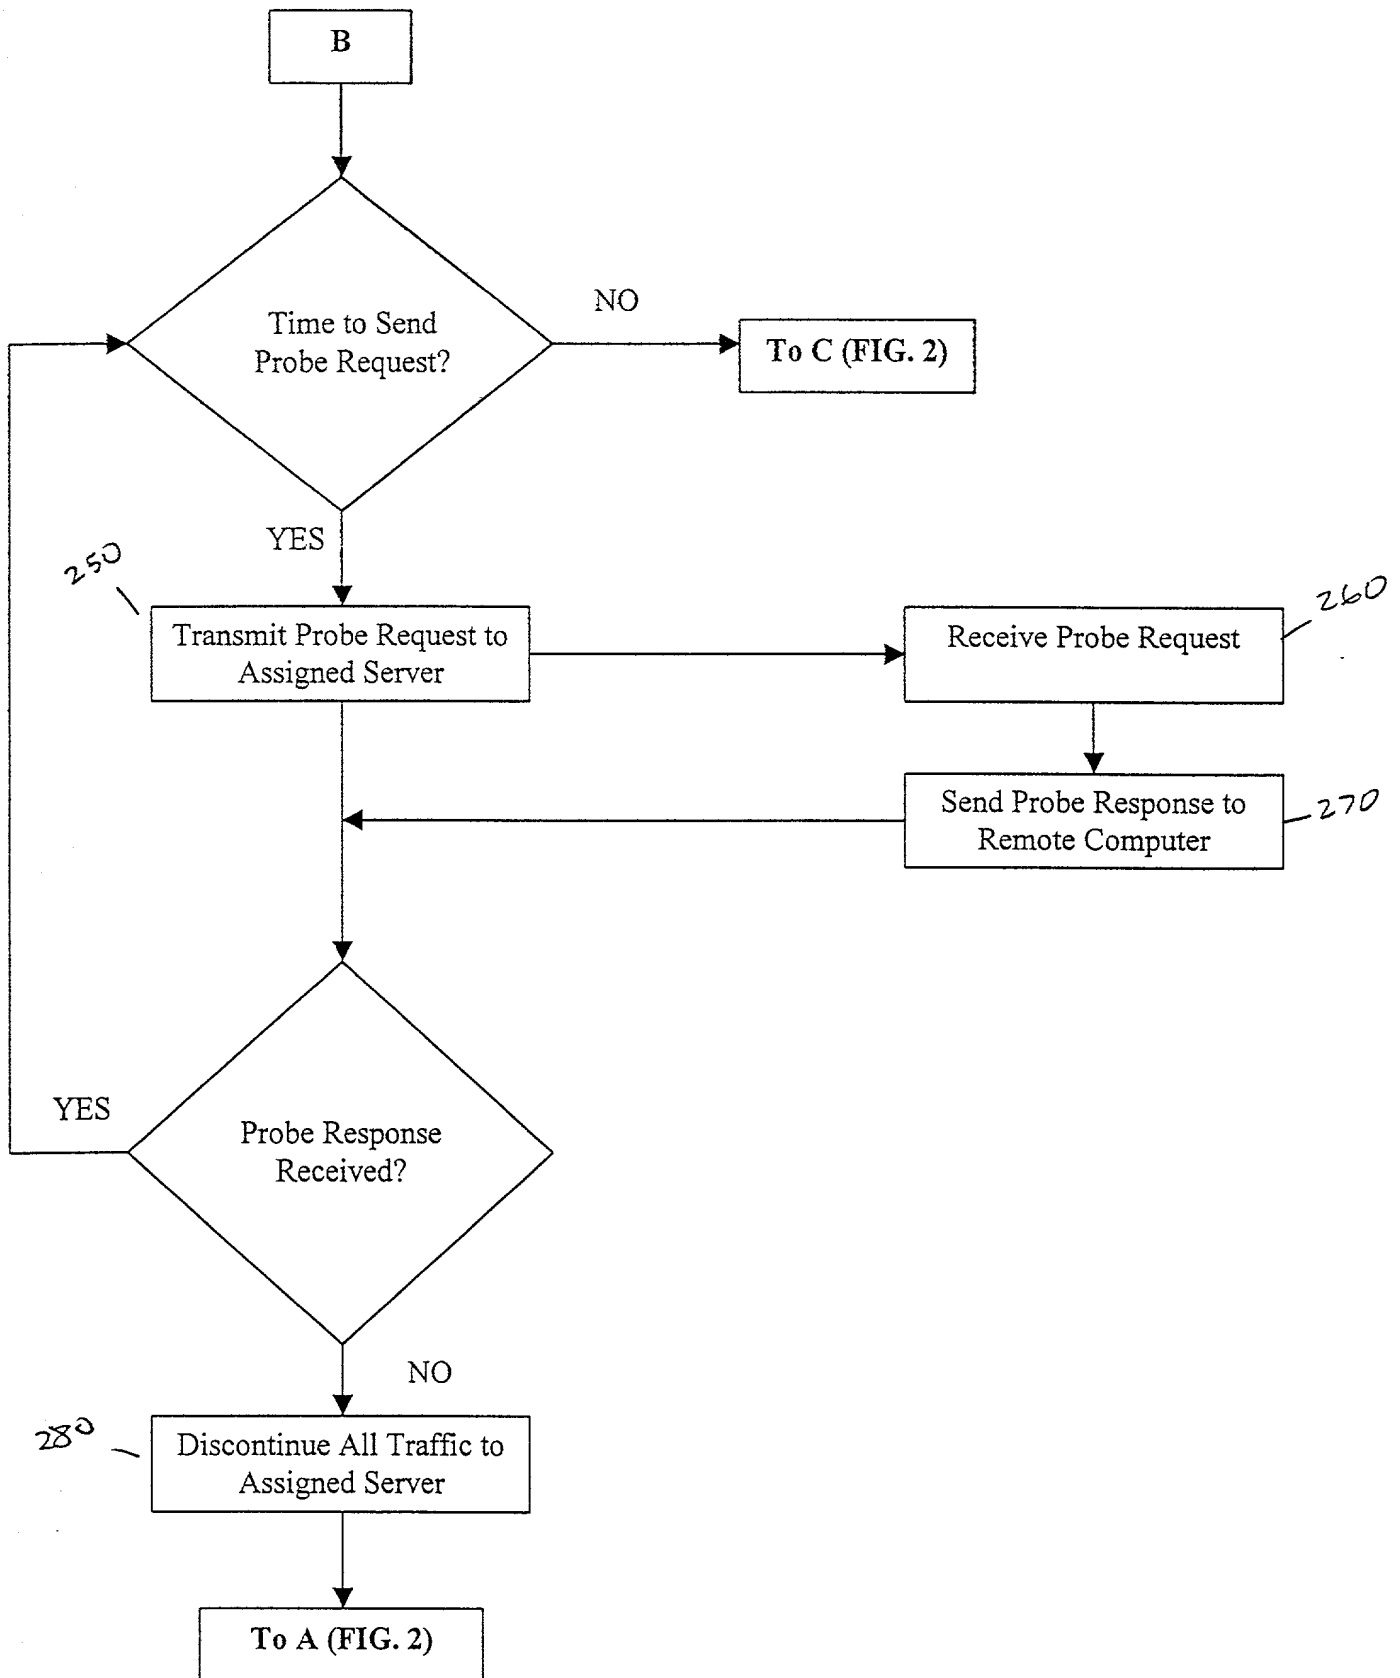 B
Time to Send
Probe Request?
NO
To C (FIG. 2)
YES
250
Transmit Probe Request to
Assigned Server
Receive Probe Request
260
Send Probe Response to
Remote Computer
270
YES
Probe Response
Received?
NO
280
Discontinue All Traffic to
Assigned Server
To A (FIG. 2)